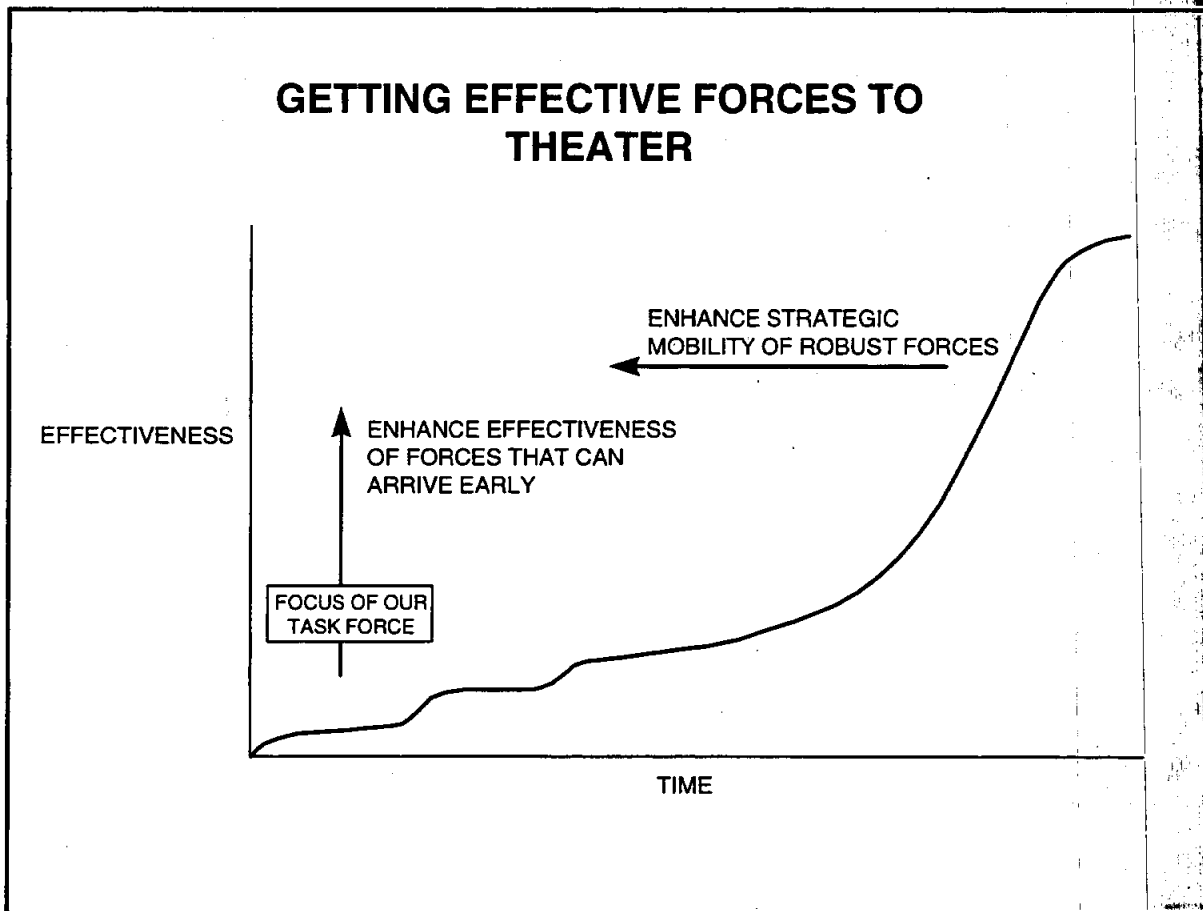 GETTING EFFECTIVE FORCES TO
THEATER
ENHANCE STRATEGIC
MOBILITY OF ROBUST FORCES
EFFECTIVENESS
ENHANCE EFFECTIVENESS
OF FORCES THAT CAN
ARRIVE EARLY
FOCUS OF OUR
TASK FORCE
TIME